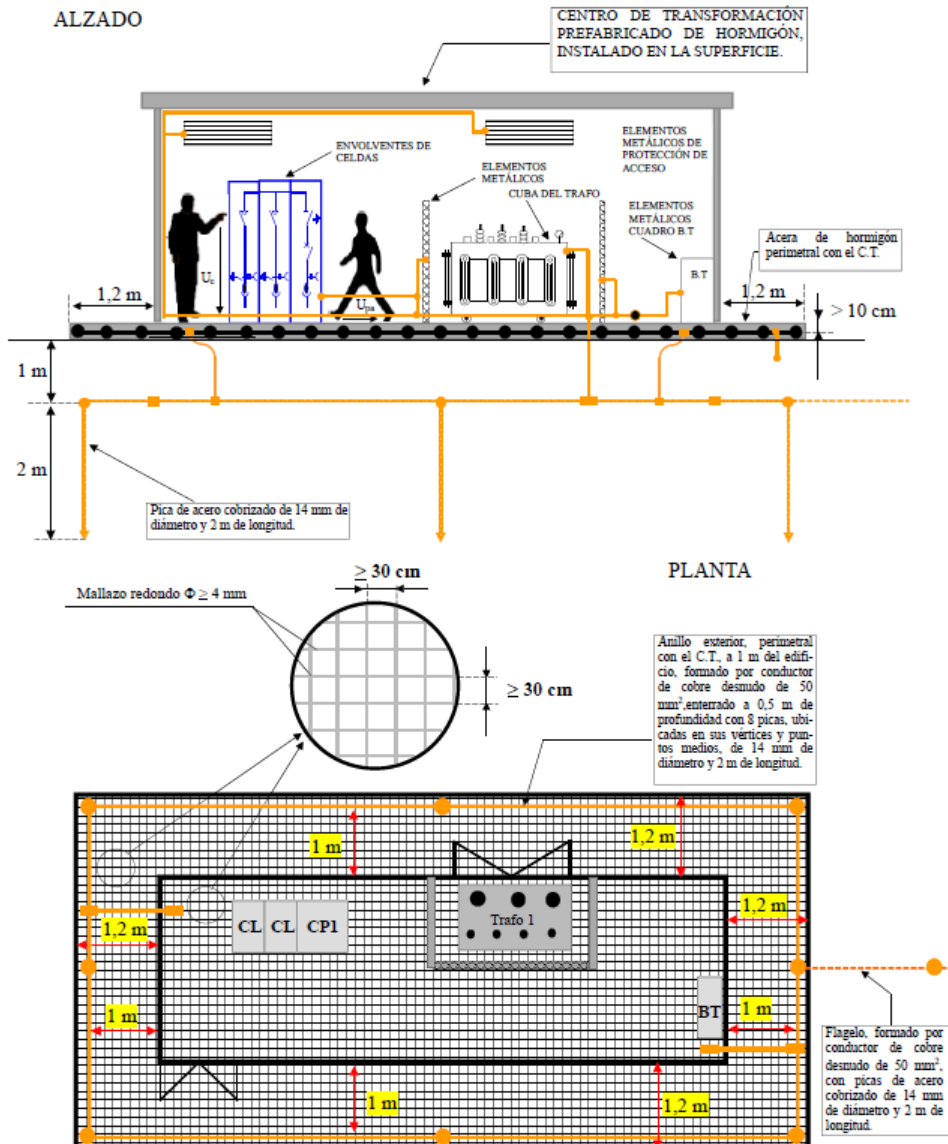 ALZADO
CENTRO DE TRANSFORMACIÓN
PREFABRICADO DE HORMIGÓN,
INSTALADO EN LA SUPERFICIE.
ENVOLVENTES DE
CELDAS
ELEMENTOS
METÁLICOS
CUBA DEL TRAFO
ELEMENTOS
METÁLICOS DE
PROTECCIÓN DE
ACCESO
ELEMENTOS
METÁLICOS
CUADRO B.T
Acera de hormigón
perimetral con el C.T.
Uc
Upa
B.T
1,2 m
1,2 m
> 10 cm
1 m
2 m
Pica de acero cobrizado de 14 mm de
diámetro y 2 m de longitud.
PLANTA
≥ 30 cm
Mallazo redondo Φ ≥ 4 mm
≥ 30 cm
Anillo exterior, perimetral
con el C.T., a 1 m del edifi-
cio, formado por conductor
de cobre desnudo de 50
mm²,enterrado a 0,5 m de
profundidad con 8 picas, ubi-
cadas en sus vértices y pun-
tos medios, de 14 mm de
diámetro y 2 m de longitud.
1 m
1,2 m
CL CL CP1
Trafo 1
1,2 m
1,2 m
BT
1 m
1 m
1 m
1,2 m
Flagelo, formado por
conductor de cobre
desnudo de 50 mm²,
con picas de acero
cobrizado de 14 mm
de diámetro y 2 m de
longitud.